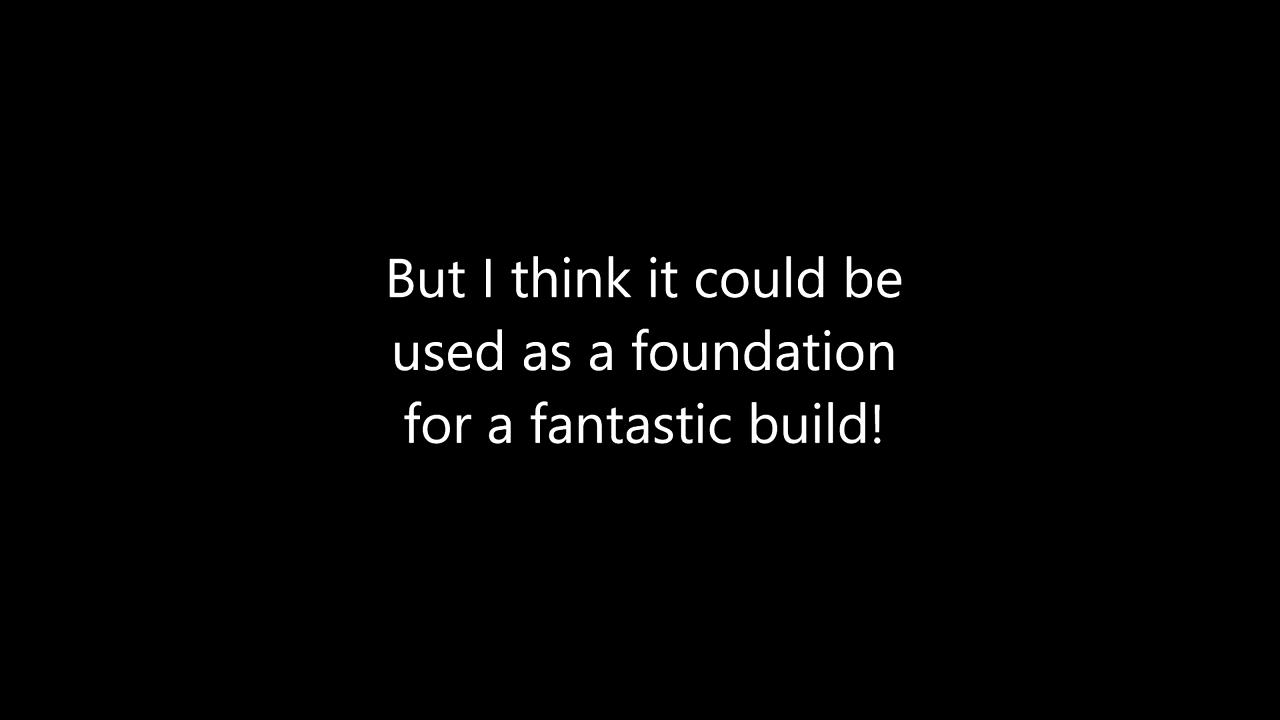 But I think it could be
used as a foundation
for a fantastic build!